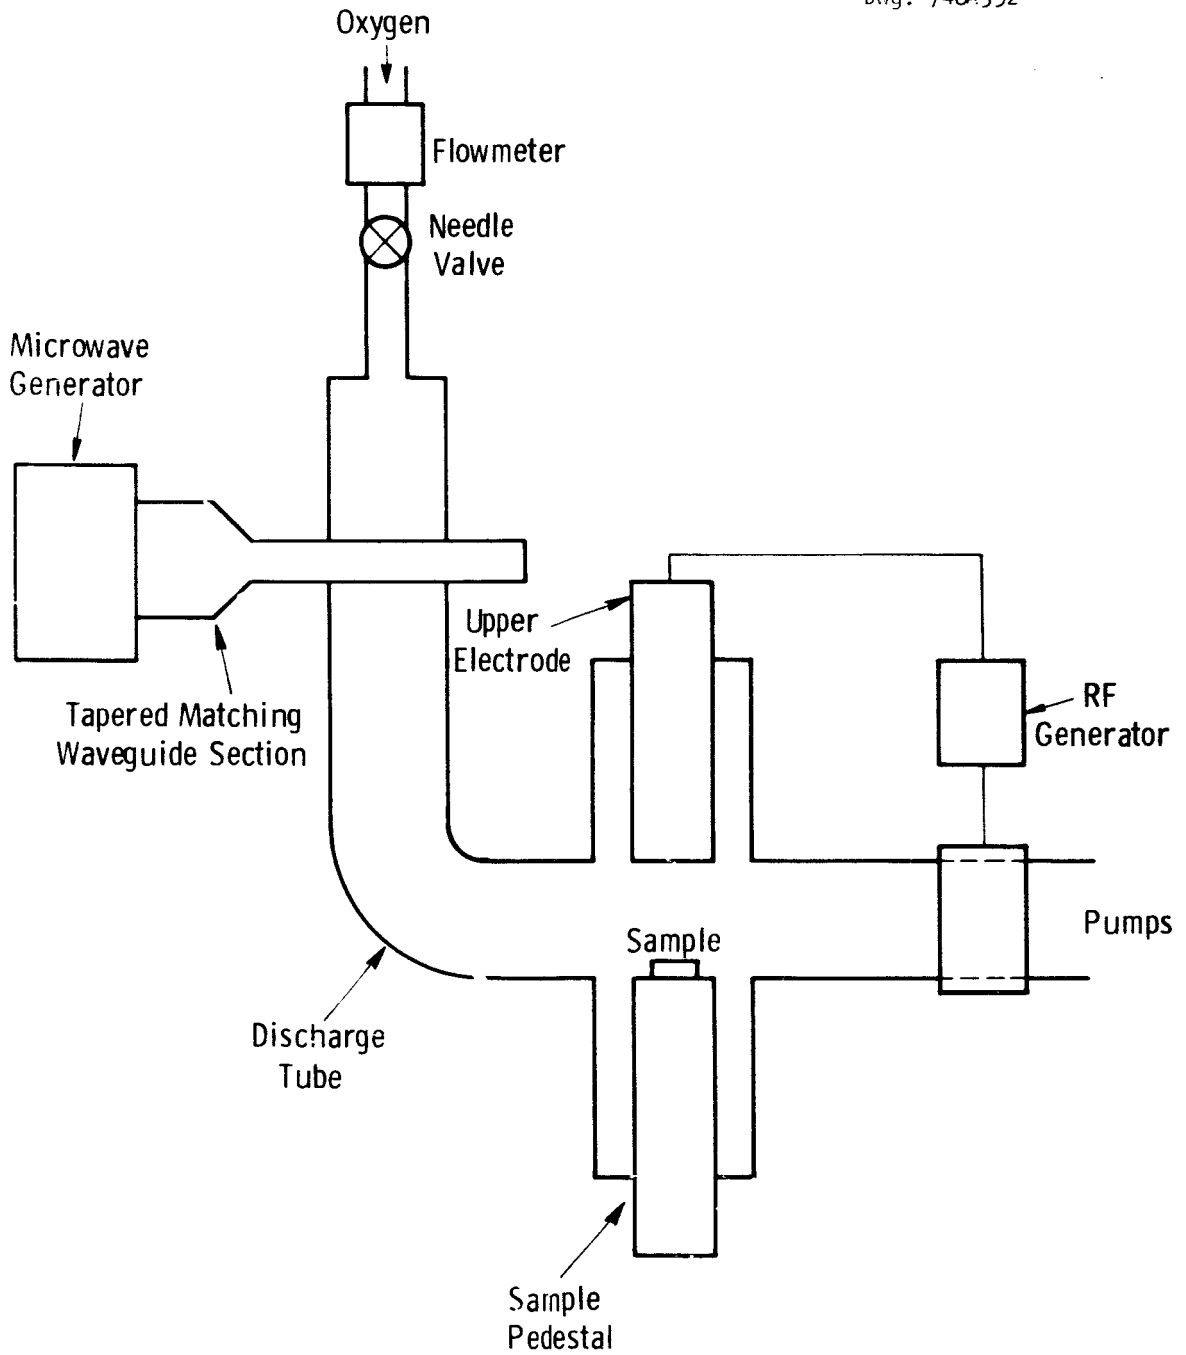 Oxygen
Flowmeter
Needle
Valve
Microwave
Generator
Upper
Electrode
RF
Generator
Tapered Matching
Waveguide Section
Pumps
Sample
Discharge
Tube
Sample
Pedestal